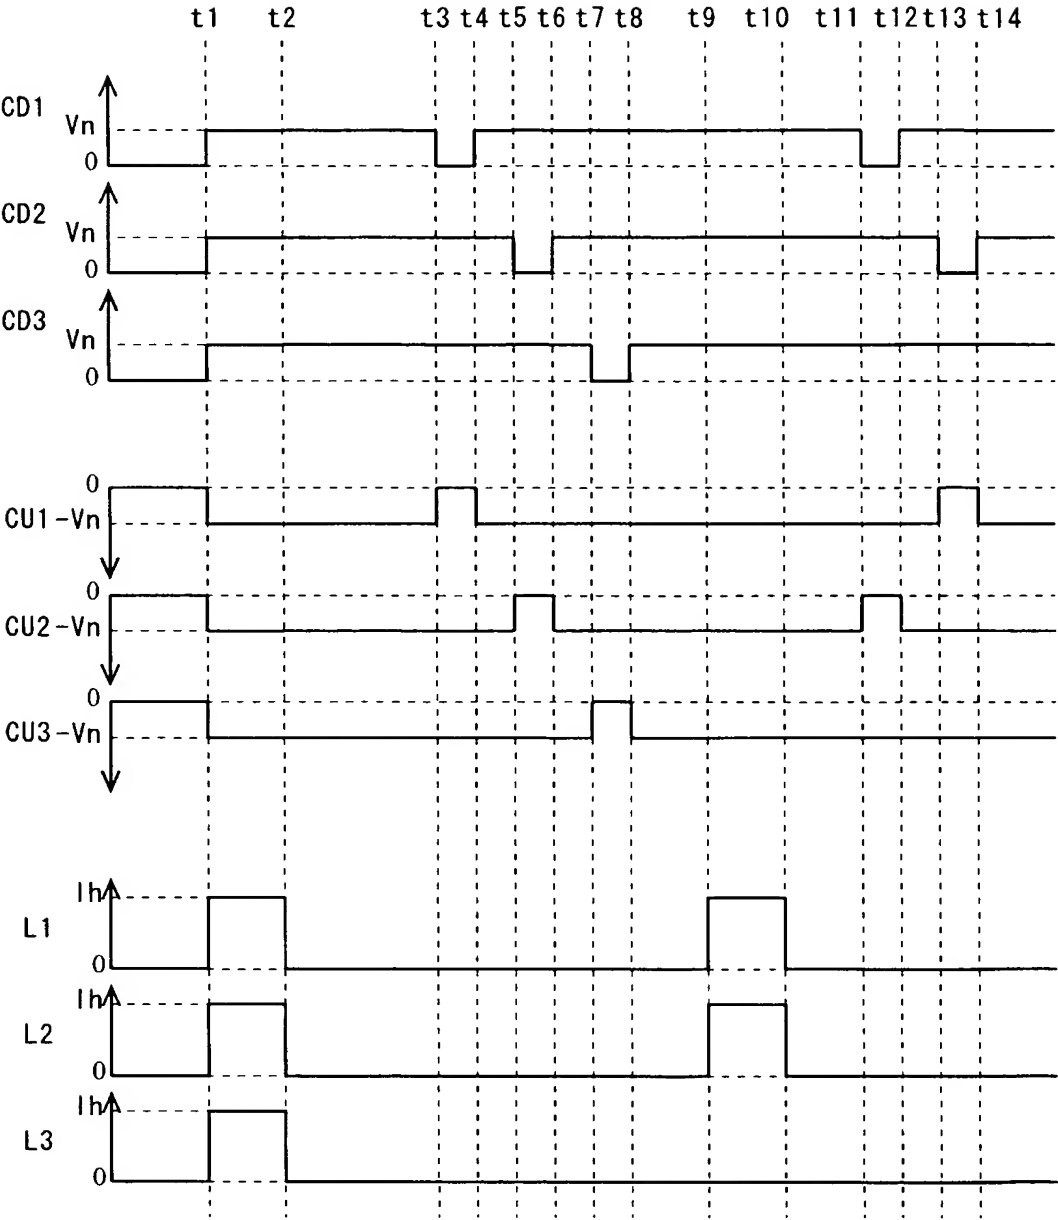 t1 t2 t3 t4 t5 t6 t7 t8 t9 t10 t11 t12 t13 t14
CD1
Vn
0
CD2
Vn
0
CD3
Vn
0
0
CU1-Vn
0
CU2-Vn
0
CU3-Vn
Ih
L1
0
Ih
L2
0
Ih
L3
0